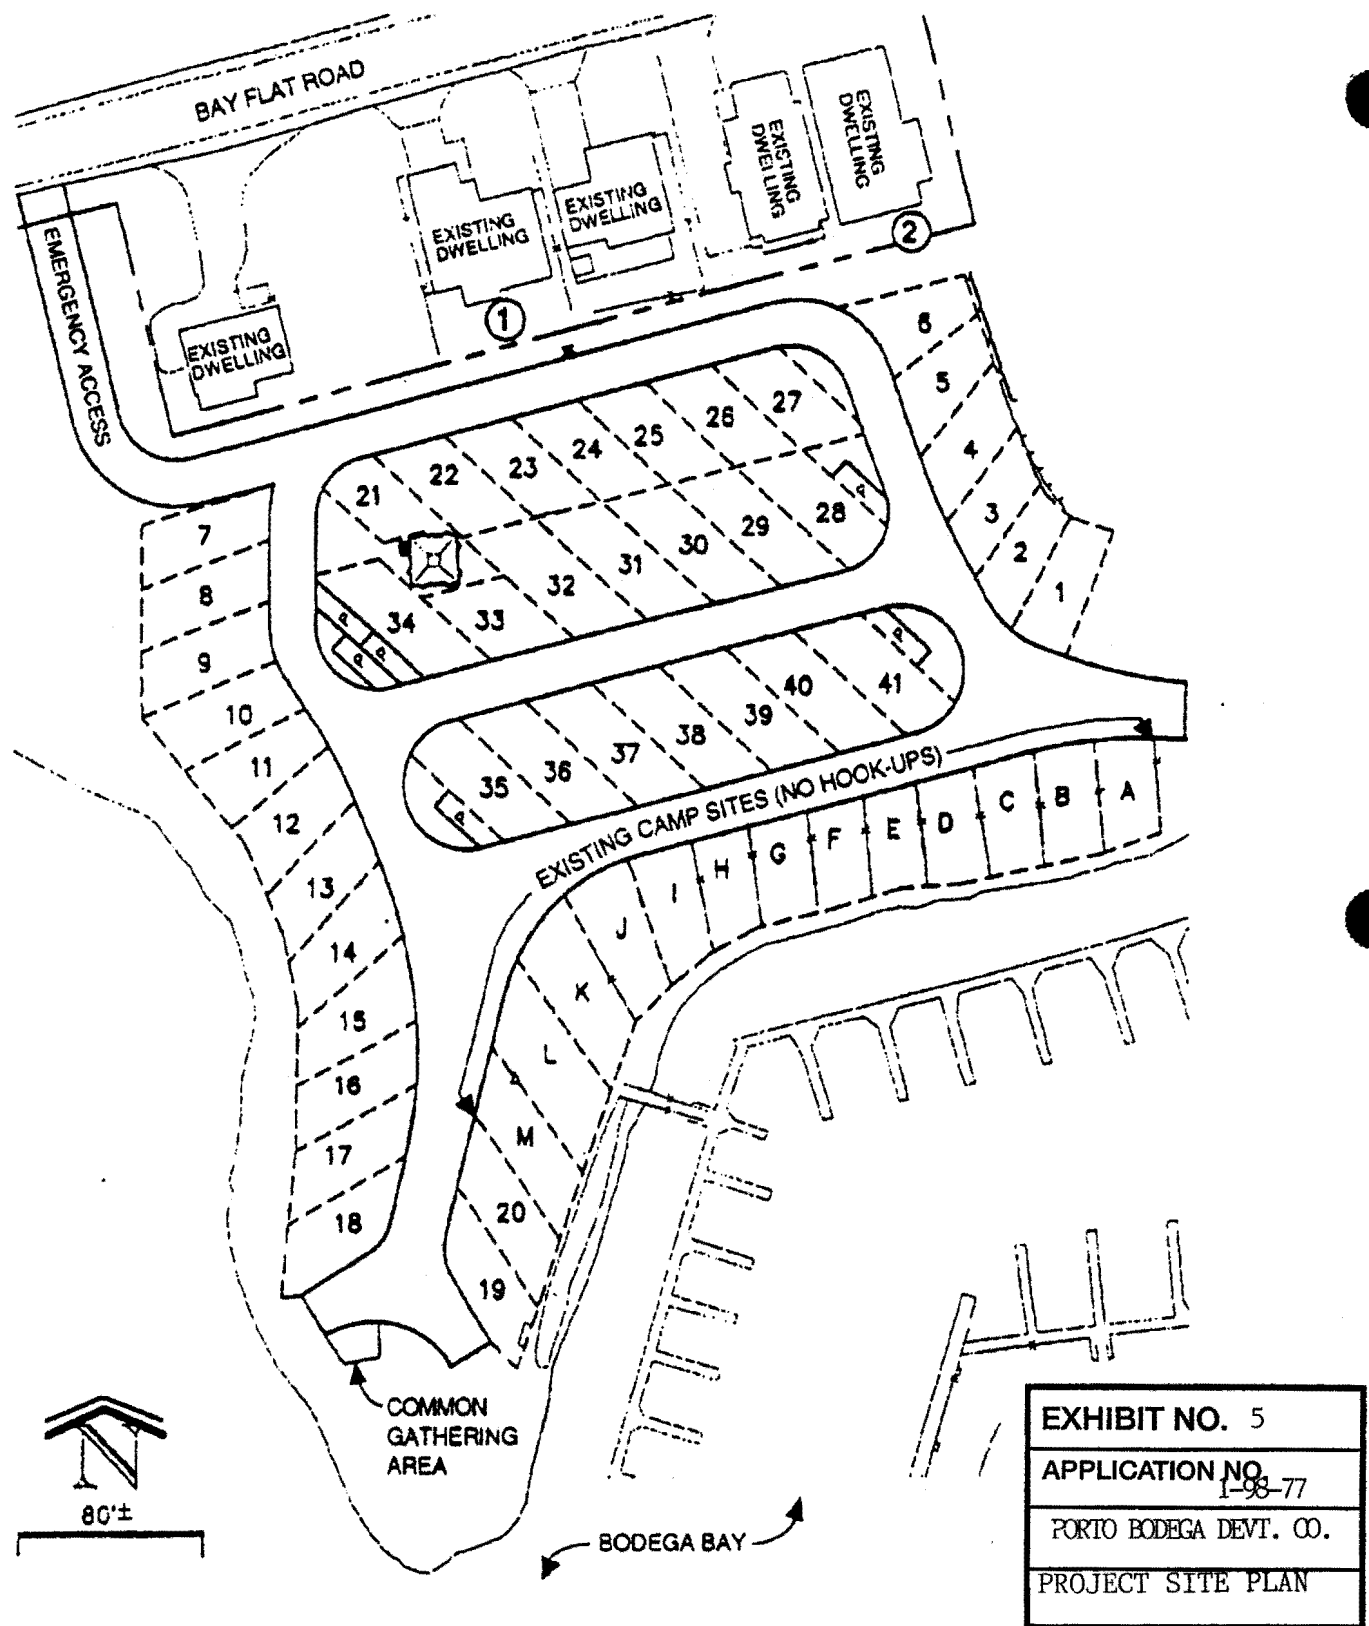 BAY FLAT ROAD
EXISTING
DWELLING
EXISTING
DWELLING
EXISTING
DWELLING
EXISTING
DWELLING
EXISTING
DWELLING
EMERGENCY ACCESS
1
2
6
5
4
3
2
1
27
26
25
24
23
22
21
28
29
30
31
32
33
34
P
P
P
P
7
8
9
10
11
12
13
14
15
16
17
18
41
40
39
38
37
36
35
P
P
EXISTING CAMP SITES (NO HOOK-UPS)
A
B
C
D
E
F
G
H
I
J
K
L
M
20
19
COMMON
GATHERING
AREA
BODEGA BAY
N
80'±
EXHIBIT NO. 5
APPLICATION NO.
1-98-77
PORTO BODEGA DEVT. CO.
PROJECT SITE PLAN